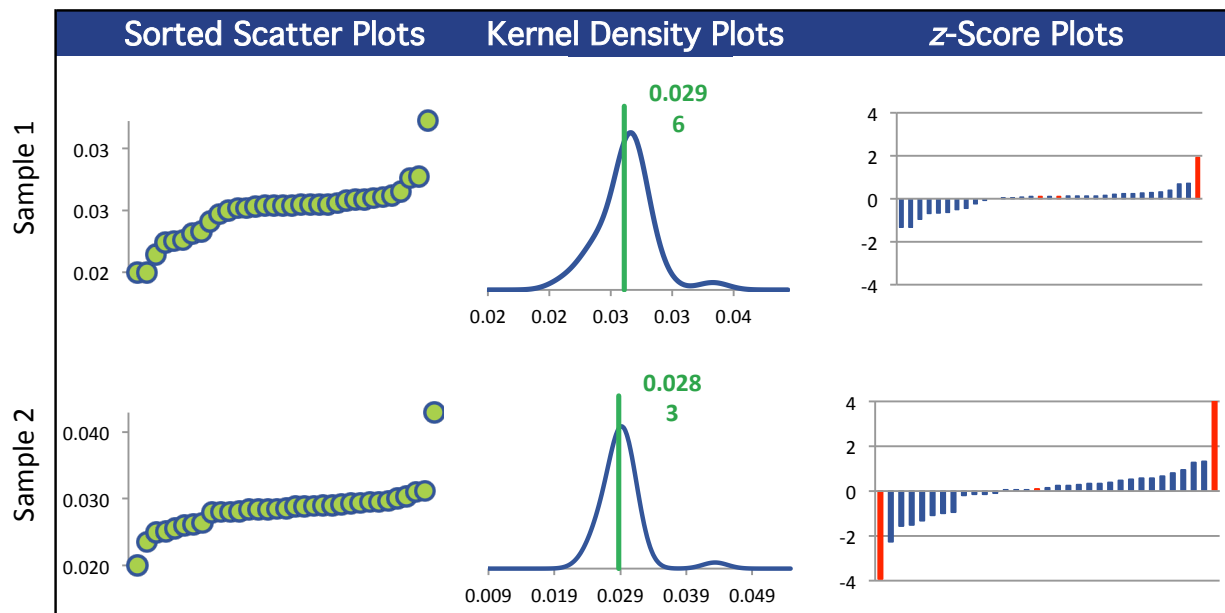 Sorted Scatter Plots
Kernel Density Plots
z-Score Plots
Sample 1
0.03
0.03
0.02
0.029
6
0.02 0.02 0.03 0.03 0.04
4
2
0
-2
-4
Sample 2
0.040
0.030
0.020
0.028
3
0.009 0.019 0.029 0.039 0.049
4
2
0
-2
-4